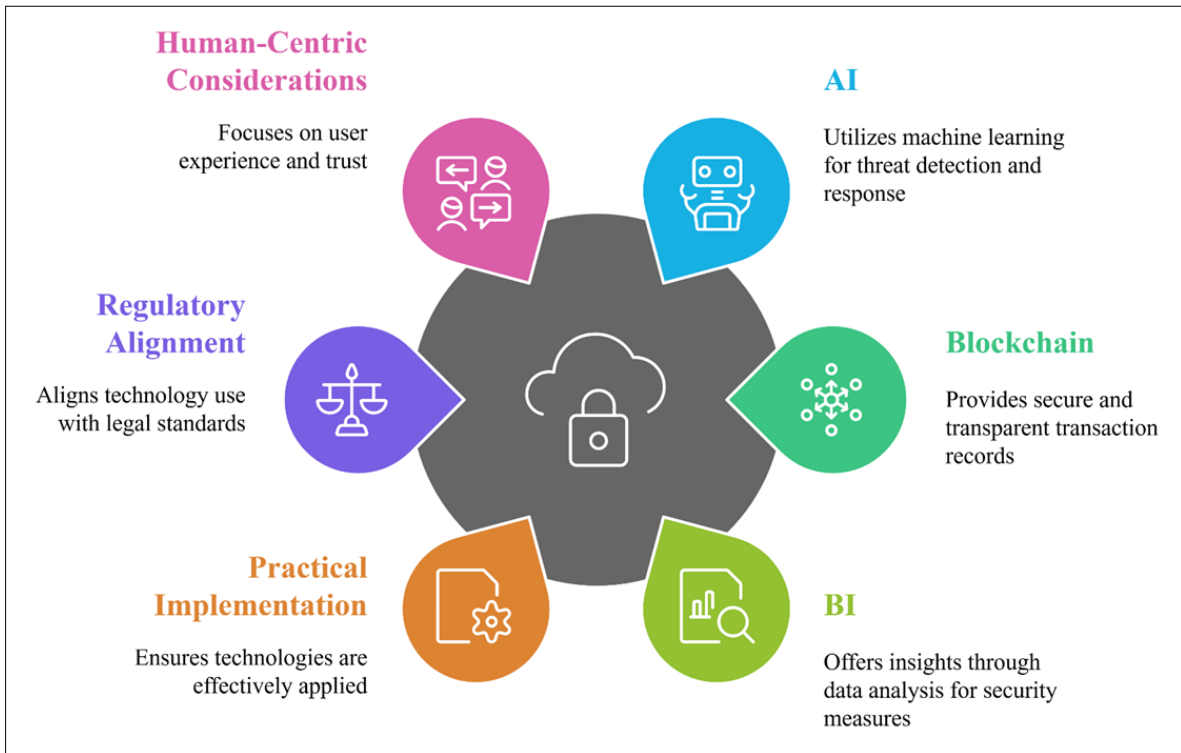 Human-Centric
Considerations
Focuses on user
experience and trust
AI
Utilizes machine learning
for threat detection and
response
Regulatory
Alignment
Aligns technology use
with legal standards
Blockchain
Provides secure and
transparent transaction
records
Practical
Implementation
Ensures technologies are
effectively applied
BI
Offers insights through
data analysis for security
measures